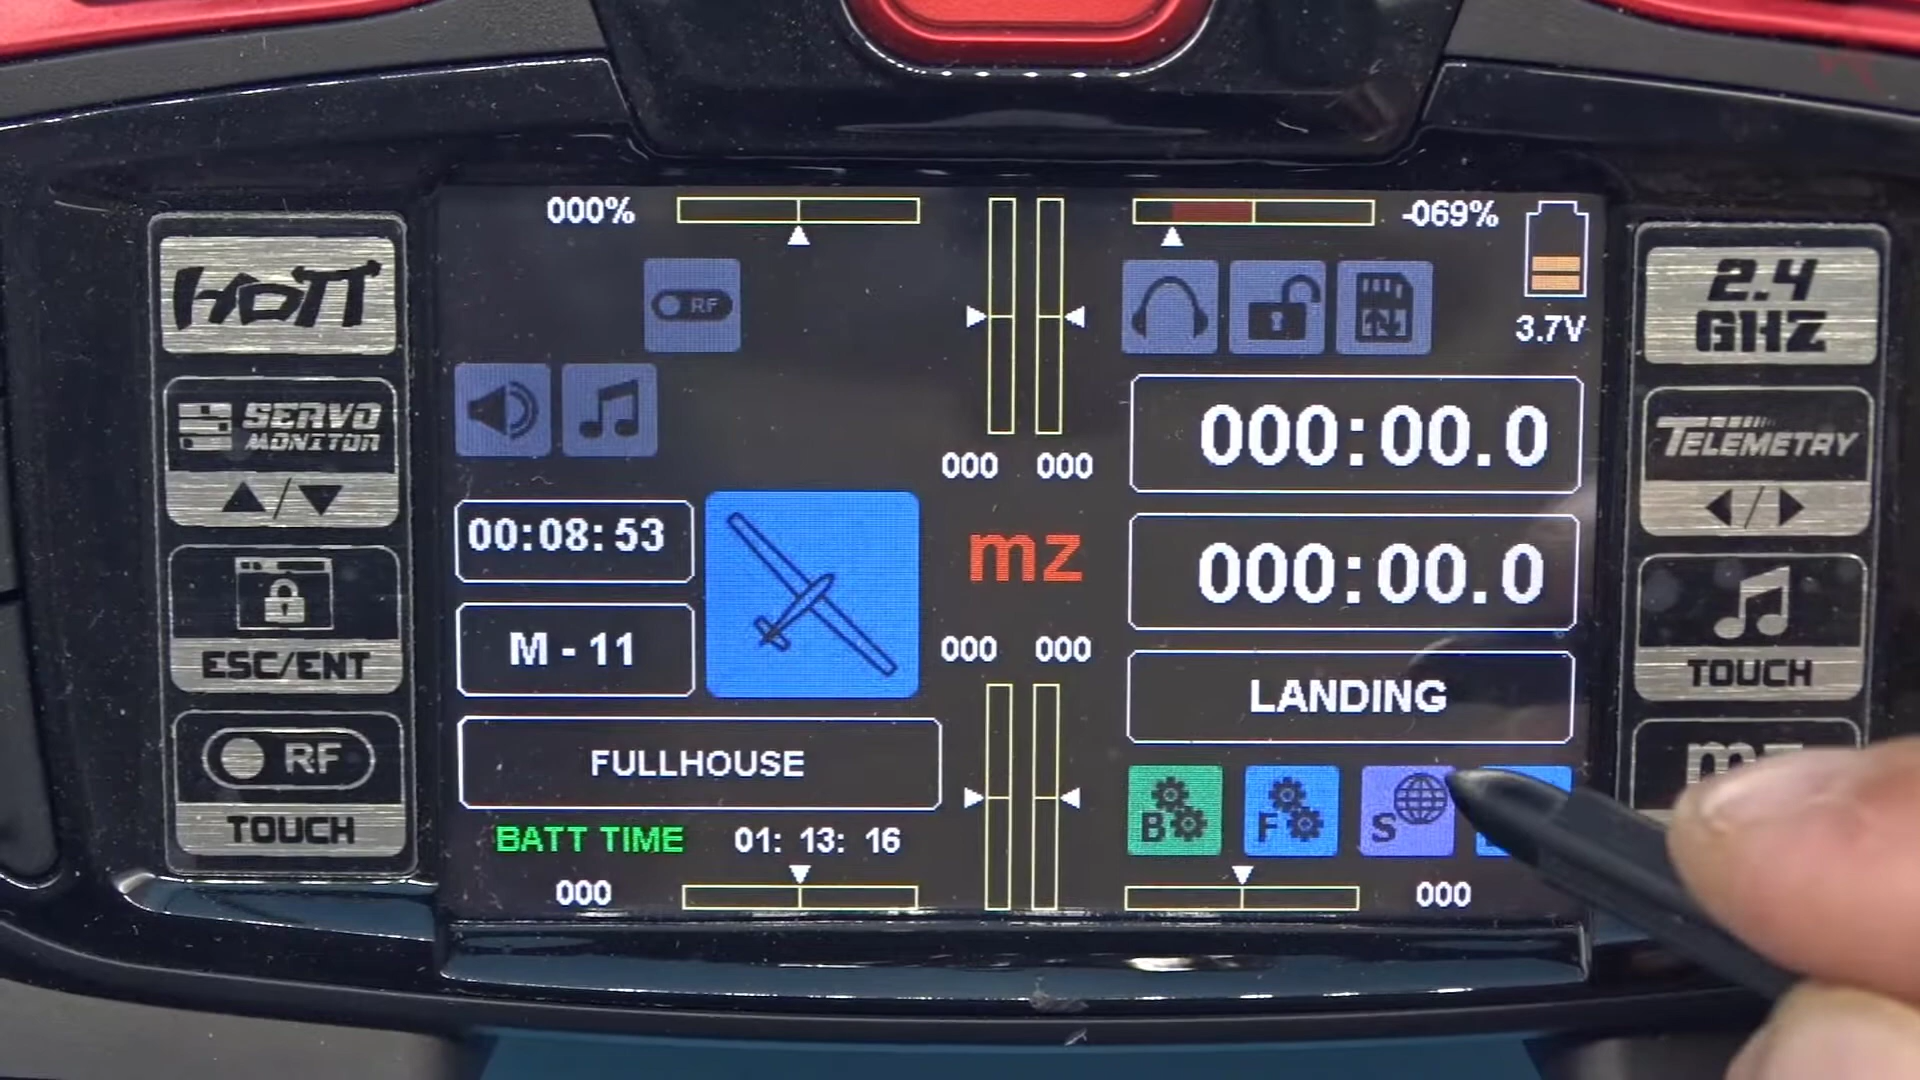 000%
-069%
HOTT
2.4
GHZ
RF
3.7V
SERVO
MONITOR
000:00.0
TELEMETRY
000 000
00:08:53
mz
000:00.0
M - 11
000 000
ESC/ENT
LANDING
TOUCH
RF
FULLHOUSE
mz
B
F
S
TOUCH
BATT TIME 01: 13: 16
000
000